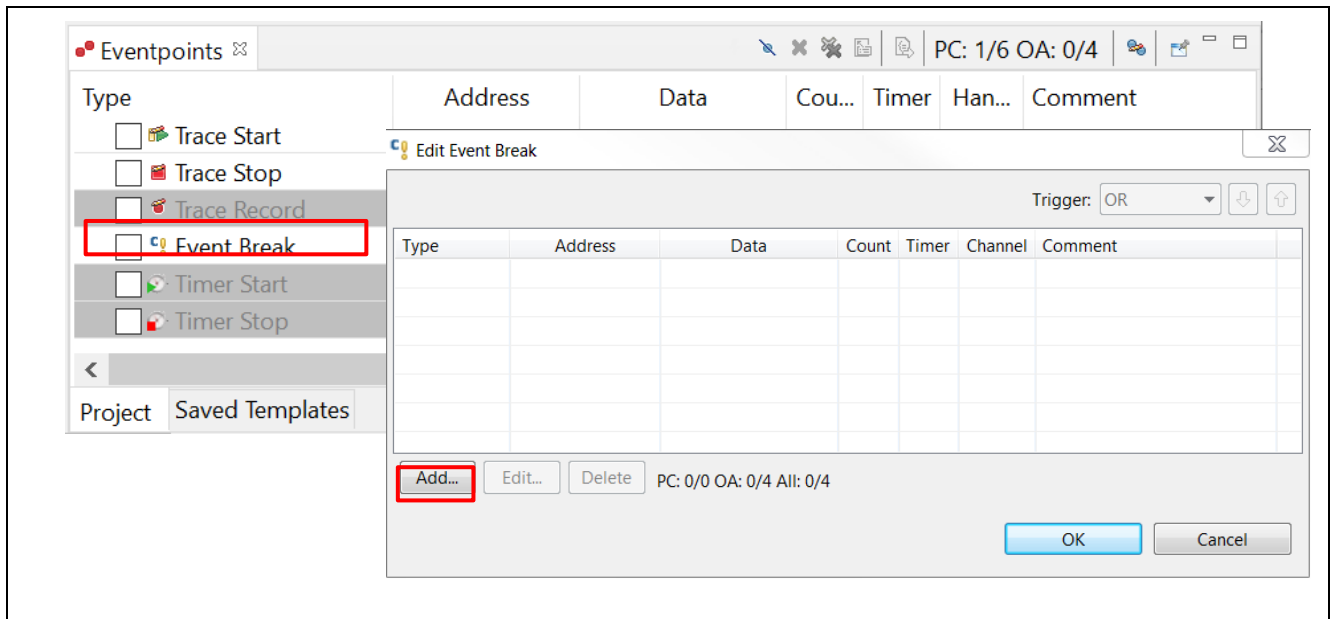 Eventpoints
PC: 1/6 OA: 0/4
Type Address Data Cou... Timer Han... Comment
Trace Start
Trace Stop
Trace Record
Event Break
Timer Start
Timer Stop
Project Saved Templates
Edit Event Break
Trigger: OR
Type Address Data Count Timer Channel Comment
Add... Edit... Delete PC: 0/0 OA: 0/4 All: 0/4
OK Cancel